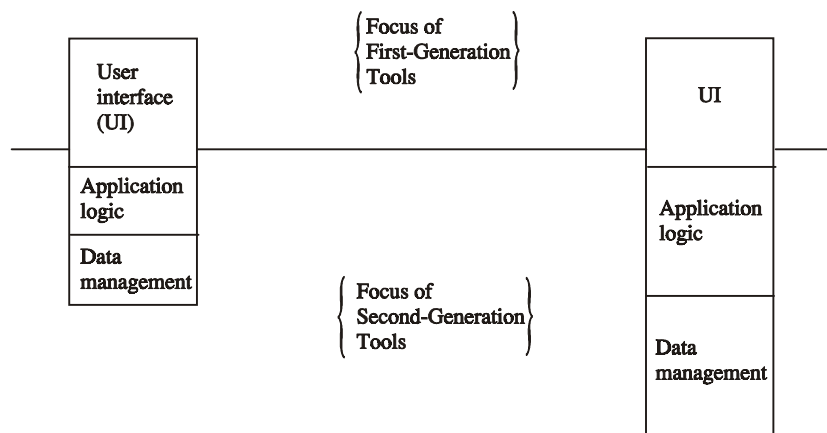 Focus of
First-Generation
Tools
User
interface
(UI)
UI
Application
logic
Application
logic
Data
management
Focus of
Second-Generation
Tools
Data
management